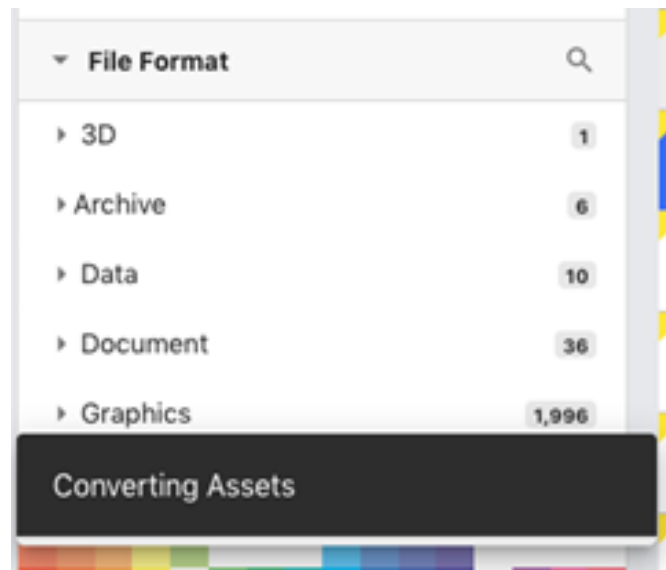 File Format
3D 1
Archive 6
Data 10
Document 36
Graphics 1,996
Converting Assets